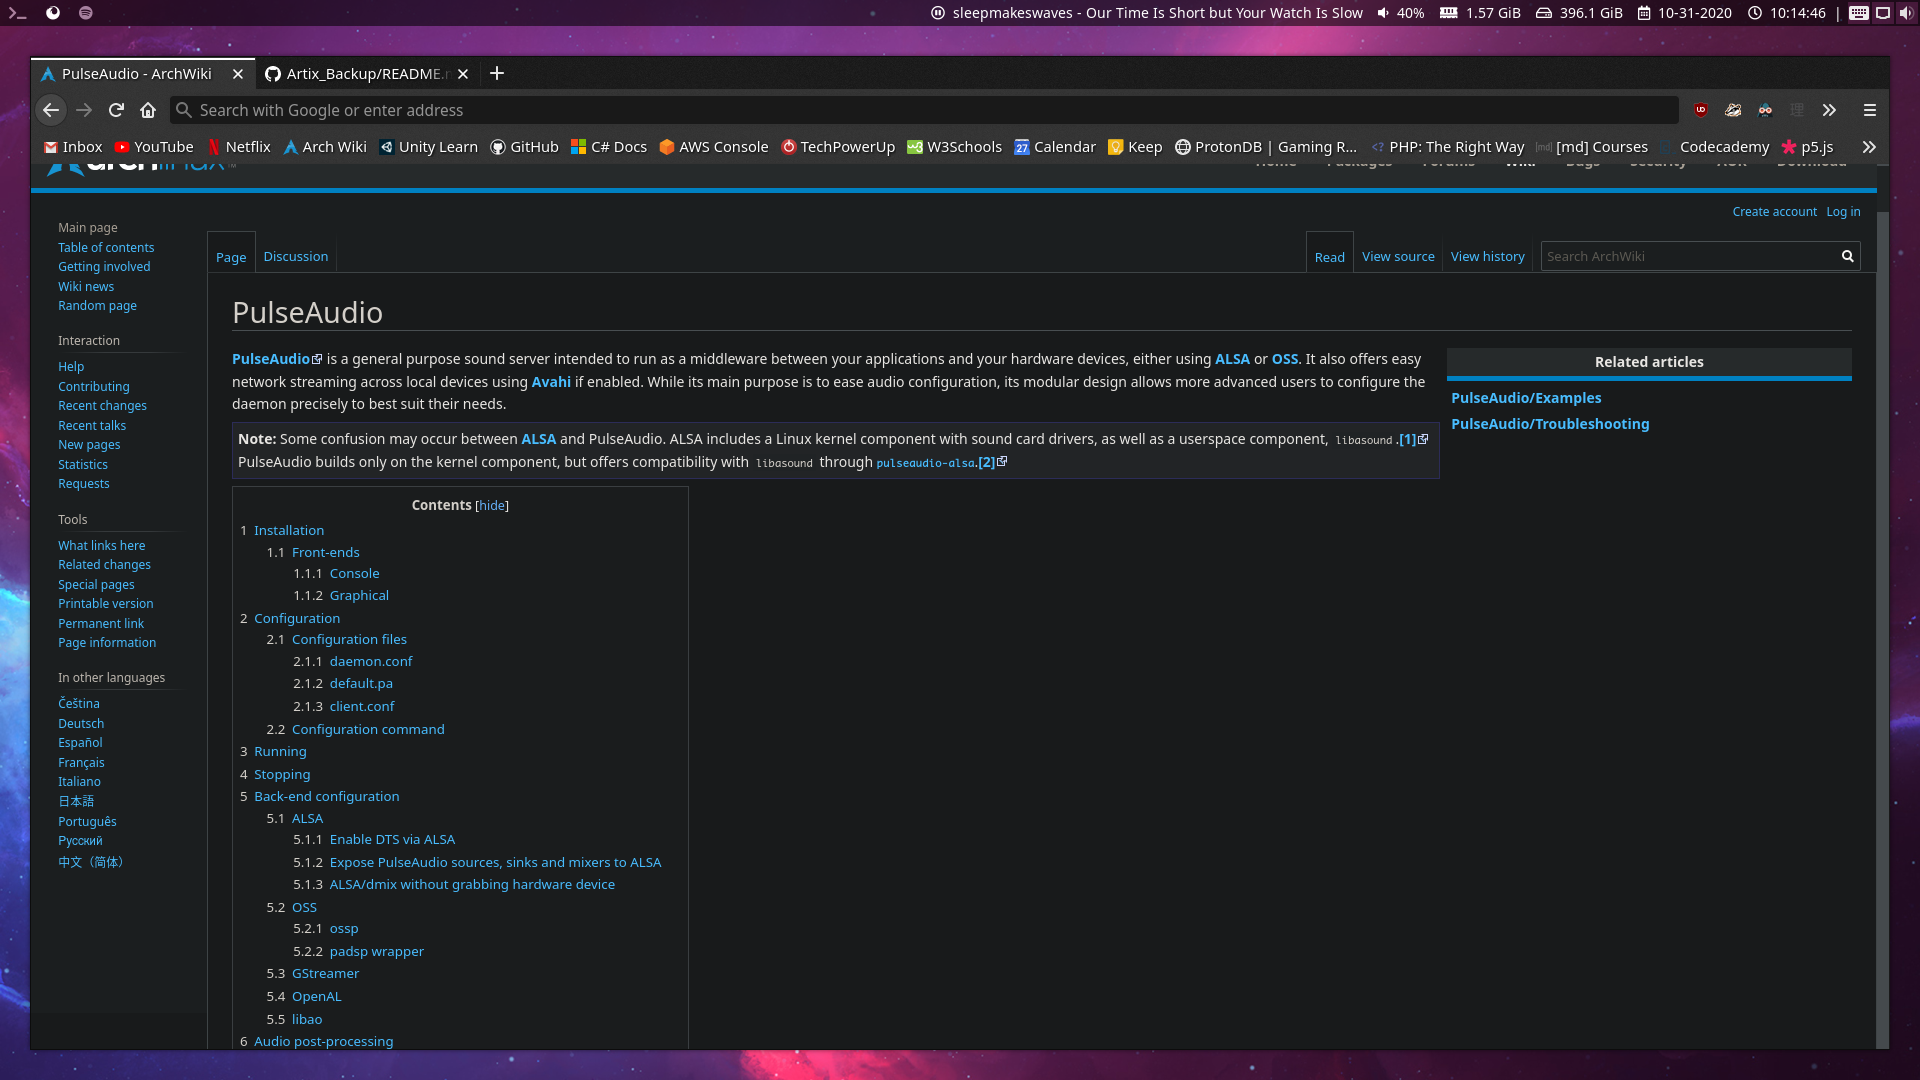 sleepmakeswaves - Our Time Is Short but Your Watch Is Slow 40% 1.57 GiB 396.1 GiB 10-31-2020 10:14:46 |
PulseAudio - ArchWiki Artix_Backup/README.
Search with Google or enter address
Inbox YouTube Netflix Arch Wiki Unity Learn GitHub C# Docs AWS Console TechPowerUp W3Schools Calendar Keep ProtonDB | Gaming R... PHP: The Right Way [md] Courses Codecademy p5.js
Home Packages Forums Wiki Bugs Security AUR Download
Create account Log in
Main page
Table of contents
Getting involved
Wiki news
Random page
Interaction
Help
Contributing
Recent changes
Recent talks
New pages
Statistics
Requests
Tools
What links here
Related changes
Special pages
Printable version
Permanent link
Page information
In other languages
Čeština
Deutsch
Español
Français
Italiano
日本語
Português
Русский
中文（简体）
Page Discussion Read View source View history Search ArchWiki
PulseAudio
PulseAudio is a general purpose sound server intended to run as a middleware between your applications and your hardware devices, either using ALSA or OSS. It also offers easy
network streaming across local devices using Avahi if enabled. While its main purpose is to ease audio configuration, its modular design allows more advanced users to configure the
daemon precisely to best suit their needs.
Note: Some confusion may occur between ALSA and PulseAudio. ALSA includes a Linux kernel component with sound card drivers, as well as a userspace component, libasound.[1]
PulseAudio builds only on the kernel component, but offers compatibility with libasound through pulseaudio-alsa.[2]
Related articles
PulseAudio/Examples
PulseAudio/Troubleshooting
Contents [hide]
1 Installation
1.1 Front-ends
1.1.1 Console
1.1.2 Graphical
2 Configuration
2.1 Configuration files
2.1.1 daemon.conf
2.1.2 default.pa
2.1.3 client.conf
2.2 Configuration command
3 Running
4 Stopping
5 Back-end configuration
5.1 ALSA
5.1.1 Enable DTS via ALSA
5.1.2 Expose PulseAudio sources, sinks and mixers to ALSA
5.1.3 ALSA/dmix without grabbing hardware device
5.2 OSS
5.2.1 ossp
5.2.2 padsp wrapper
5.3 GStreamer
5.4 OpenAL
5.5 libao
6 Audio post-processing